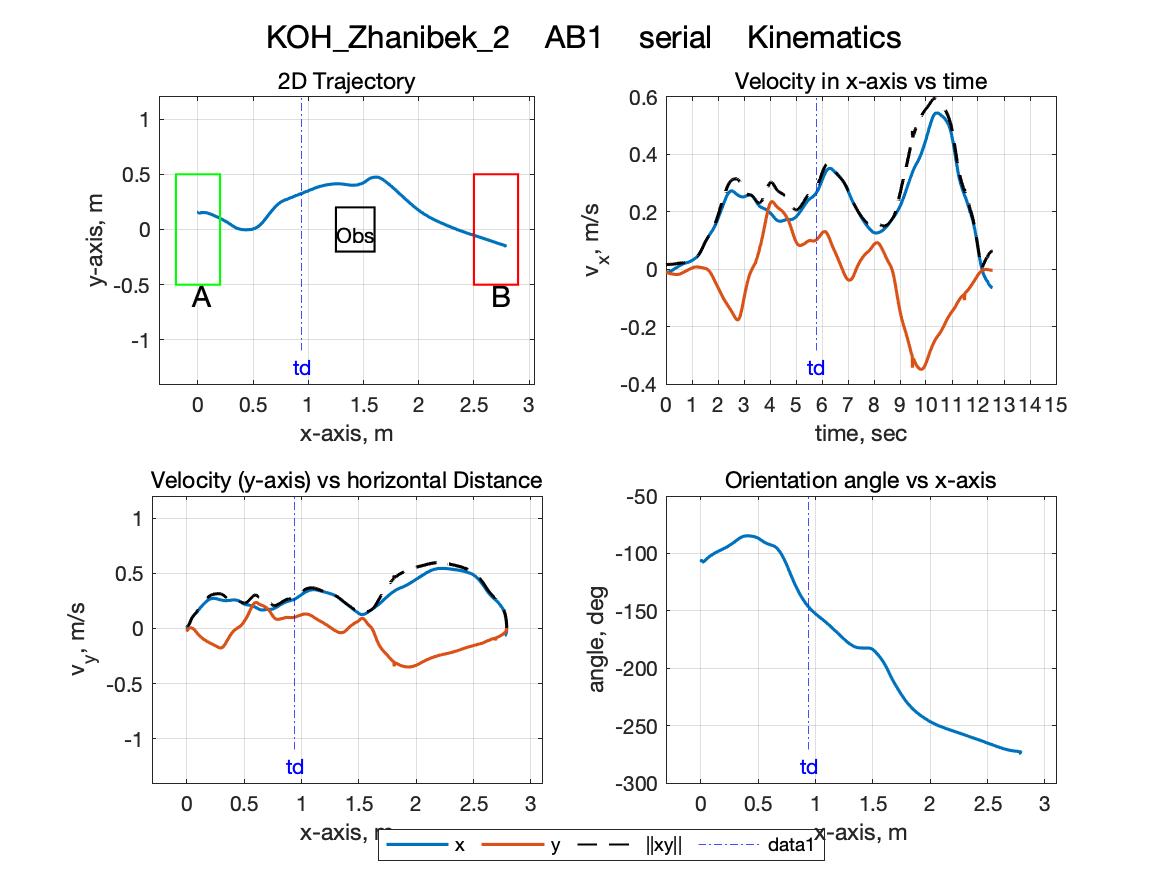 KOH_Zhanibek_2 AB1 serial Kinematics
2D Trajectory
1
0.5
0
-0.5
-1
y-axis, m
A
Obs
B
td
0 0.5 1 1.5 2 2.5 3
x-axis, m
Velocity in x-axis vs time
0.6
0.4
0.2
0
-0.2
-0.4
v_x, m/s
td
0 1 2 3 4 5 6 7 8 9 10 11 12 13 14 15
time, sec
Velocity (y-axis) vs horizontal Distance
1
0.5
0
-0.5
-1
v_y, m/s
td
0 0.5 1 1.5 2 2.5 3
x-axis, m
Orientation angle vs x-axis
-50
-100
-150
-200
-250
-300
angle, deg
td
0 0.5 1 1.5 2 2.5 3
x-axis, m
x y ||xy|| data1